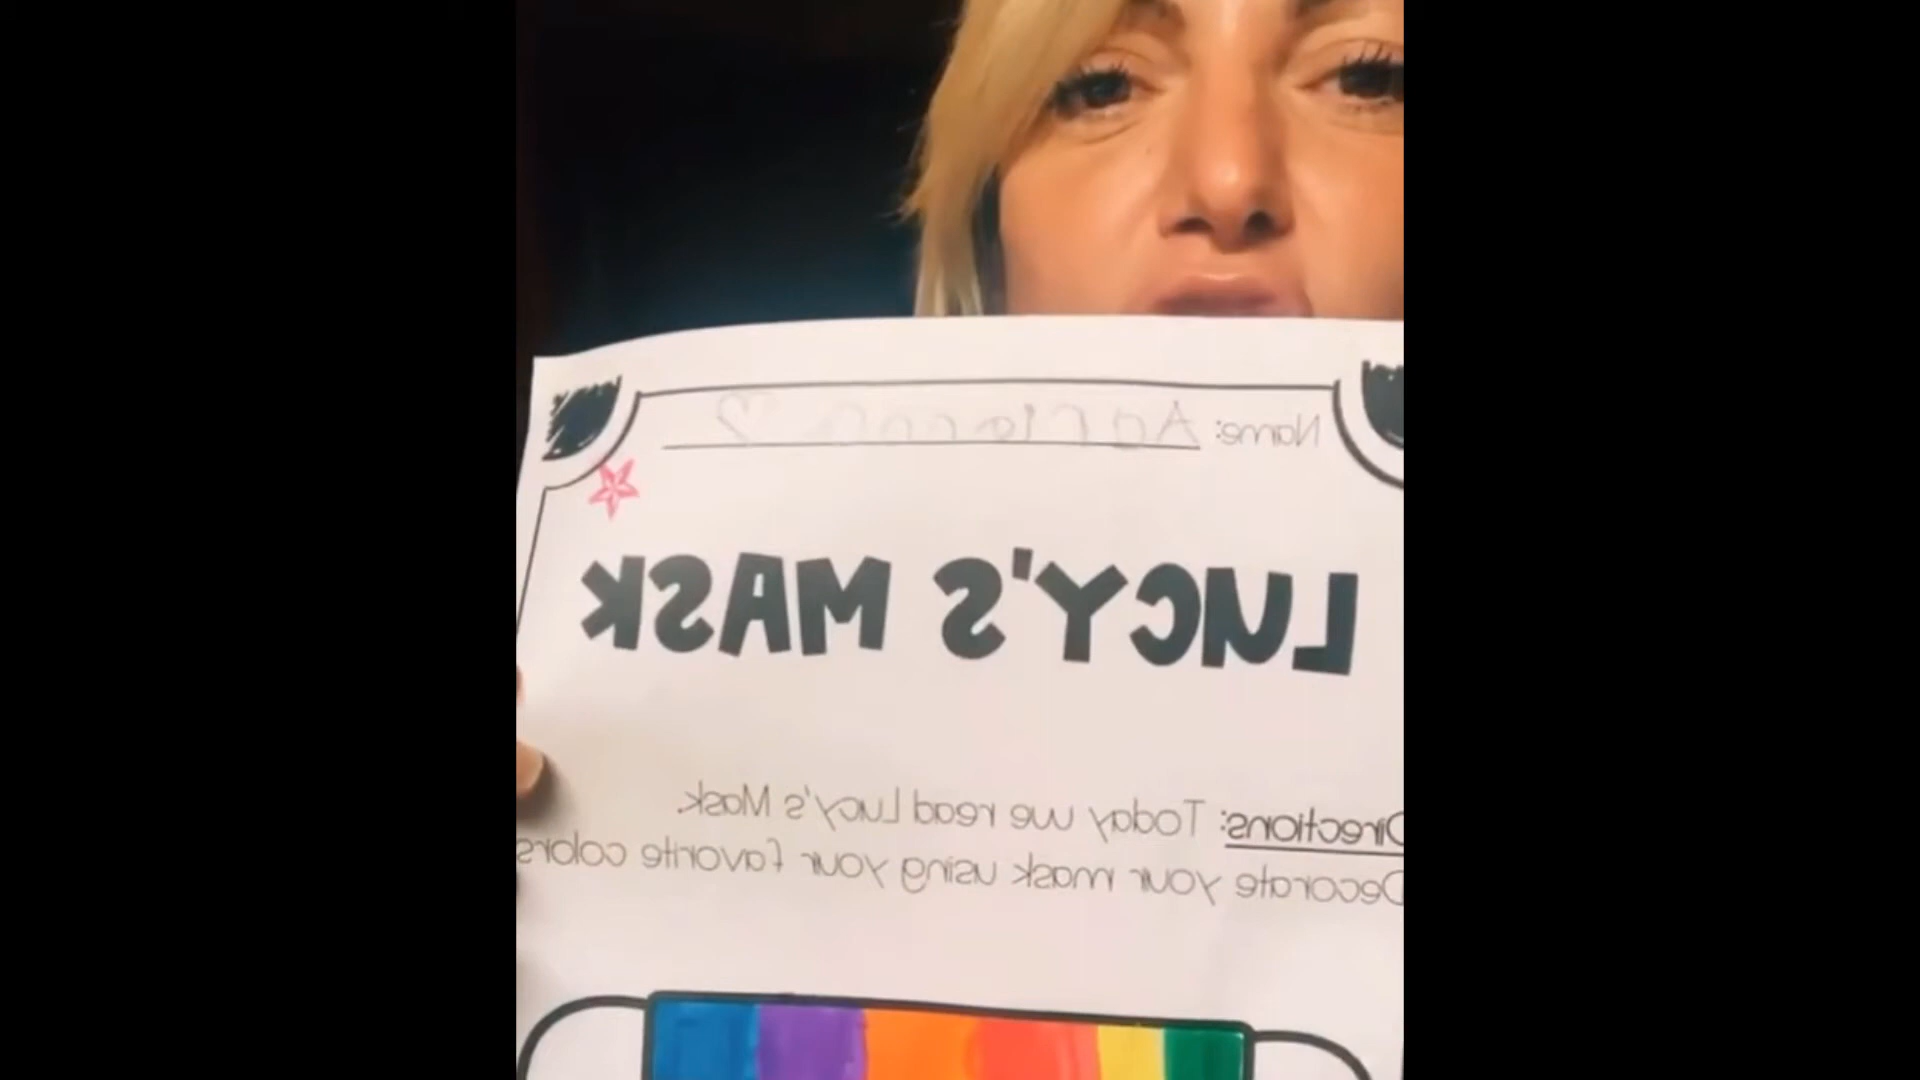 Name:
LUCY'S MASK
Directions: Today we read Lucy's Mask.
Decorate your mask using your favorite colors